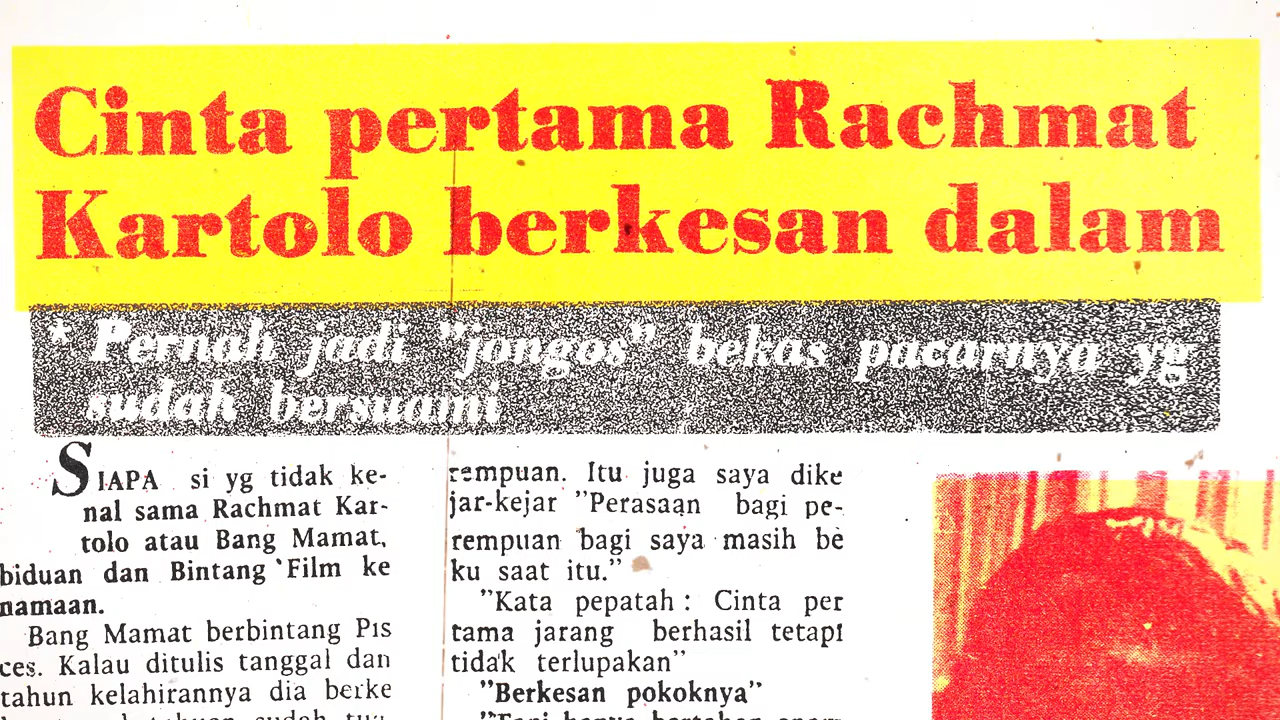 Cinta pertama Rachmat
Kartolo berkesan dalam
* Pernah jadi "jongos" bekas pacarnya yg
sudah bersuami
SIAPA si yg tidak ke-
nal sama Rachmat Kar-
tolo atau Bang Mamat,
biduan dan Bintang Film ke
namaan.
Bang Mamat berbintang Pis
ces. Kalau ditulis tanggal dan
tahun kelahirannya dia berke
sudah tua-
rempuan. Itu juga saya dike
jar-kejar "Perasaan bagi pe-
rempuan bagi saya masih be
ku saat itu."
"Kata pepatah : Cinta per
tama jarang berhasil tetapi
tidak terlupakan"
"Berkesan pokoknya"
hanya bertahan